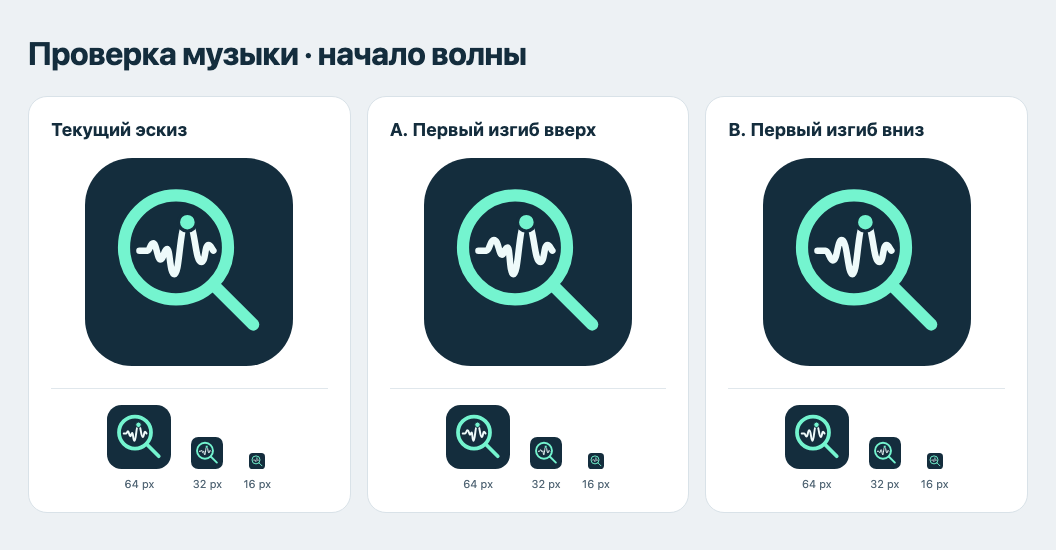 Проверка музыки · начало волны
Текущий эскиз
А. Первый изгиб вверх
В. Первый изгиб вниз
64 px 32 px 16 px
64 px 32 px 16 px
64 px 32 px 16 px